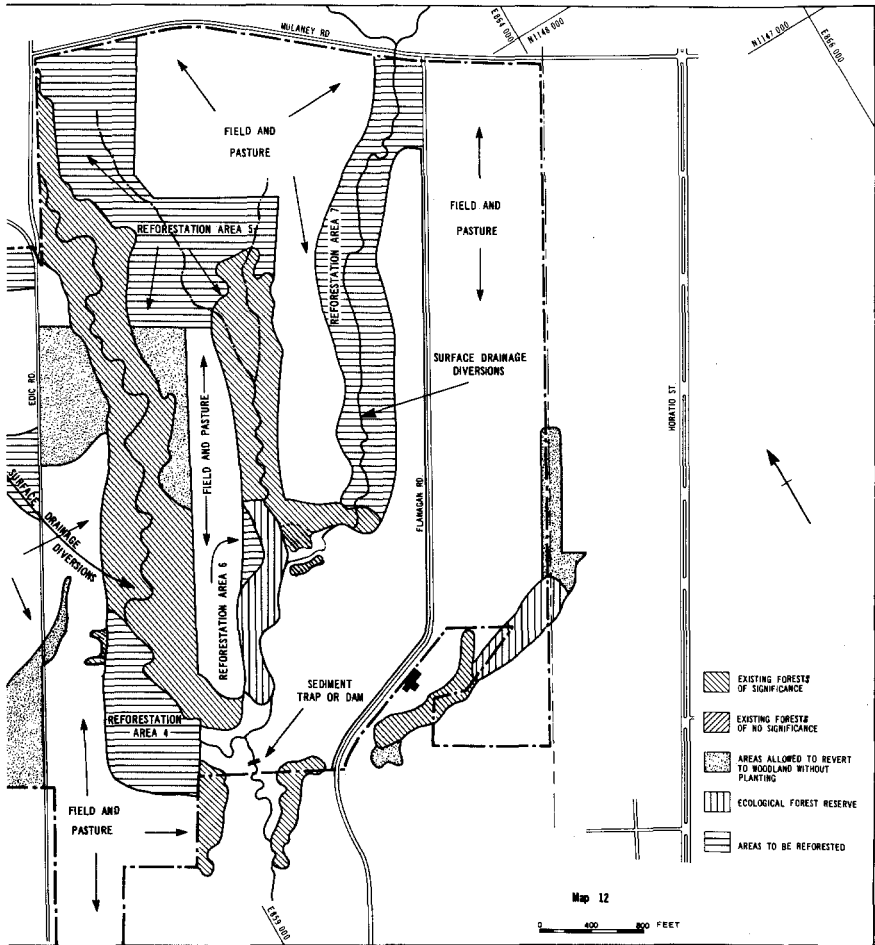 MULANEY RD
E864 000
N1148 000
N1147 000
E866 000
FIELD AND
PASTURE
FIELD AND
PASTURE
REFORESTATION AREA 5
REFORESTATION AREA 7
SURFACE DRAINAGE
DIVERSIONS
EDIC RD.
FIELD AND PASTURE
HORATIO ST
FLANAGAN RD
SURFACE DRAINAGE
DIVERSIONS
REFORESTATION AREA 6
SEDIMENT
TRAP OR DAM
REFORESTATION
AREA 4
FIELD AND
PASTURE
EXISTING FORESTS
OF SIGNIFICANCE
EXISTING FORESTS
OF NO SIGNIFICANCE
AREAS ALLOWED TO REVERT
TO WOODLAND WITHOUT
PLANTING
ECOLOGICAL FOREST RESERVE
AREAS TO BE REFORESTED
E859 000
Map 12
0 400 800 FEET